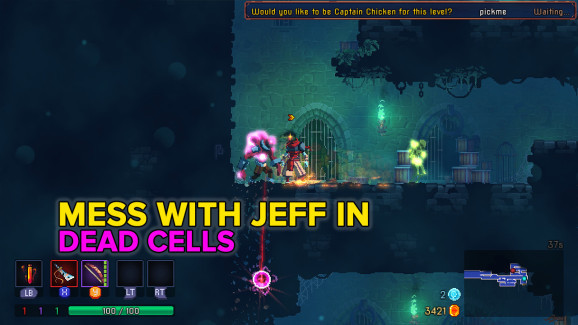 Would you like to be Captain Chicken for this level? pickme Waiting
MESS WITH JEFF IN
DEAD CELLS
37s
LB X Y LT RT
2
1 1 1 100 / 100
3421